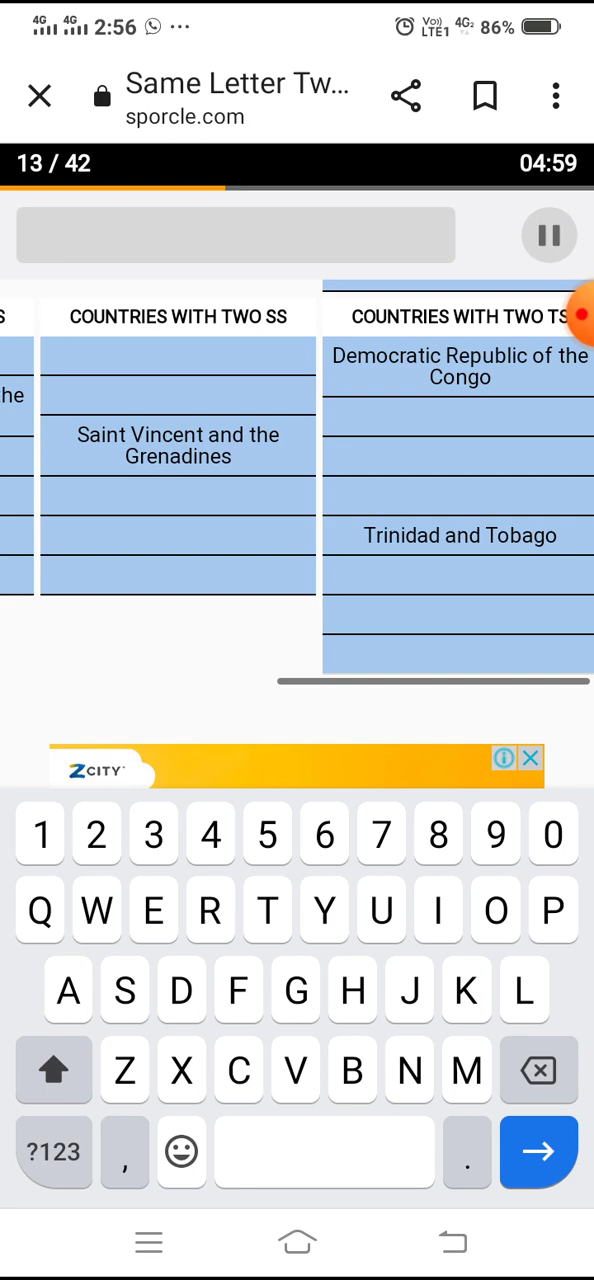 4G 4G 2:56 ... Vo)) LTE1 4G2 86%
Same Letter Tw...
sporcle.com
13 / 42 04:59
S COUNTRIES WITH TWO SS COUNTRIES WITH TWO TS
Democratic Republic of the
Congo
he
Saint Vincent and the
Grenadines
Trinidad and Tobago
ZCITY
1 2 3 4 5 6 7 8 9 0
Q W E R T Y U I O P
A S D F G H J K L
Z X C V B N M
?123 , .